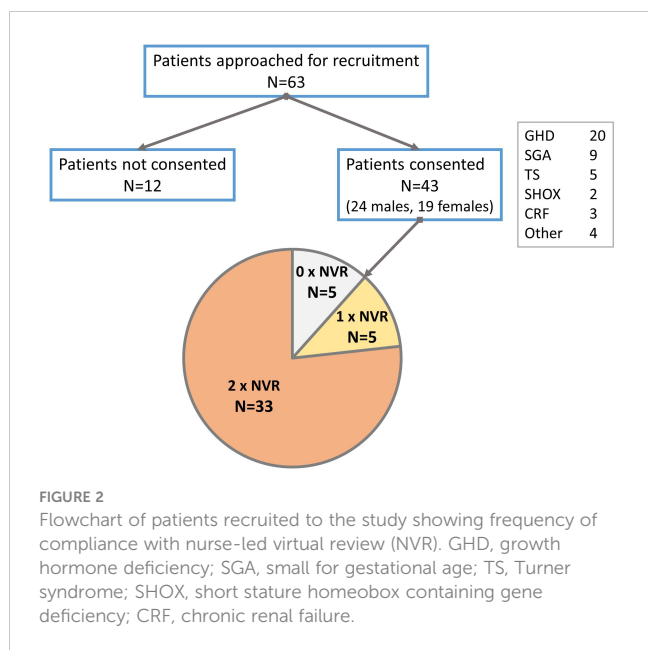 Patients approached for recruitment
N=63
Patients not consented
N=12
Patients consented
N=43
(24 males, 19 females)
GHD 20
SGA 9
TS 5
SHOX 2
CRF 3
Other 4
0 x NVR
N=5
1 x NVR
N=5
2 x NVR
N=33
FIGURE 2
Flowchart of patients recruited to the study showing frequency of
compliance with nurse-led virtual review (NVR). GHD, growth
hormone deficiency; SGA, small for gestational age; TS, Turner
syndrome; SHOX, short stature homeobox containing gene
deficiency; CRF, chronic renal failure.